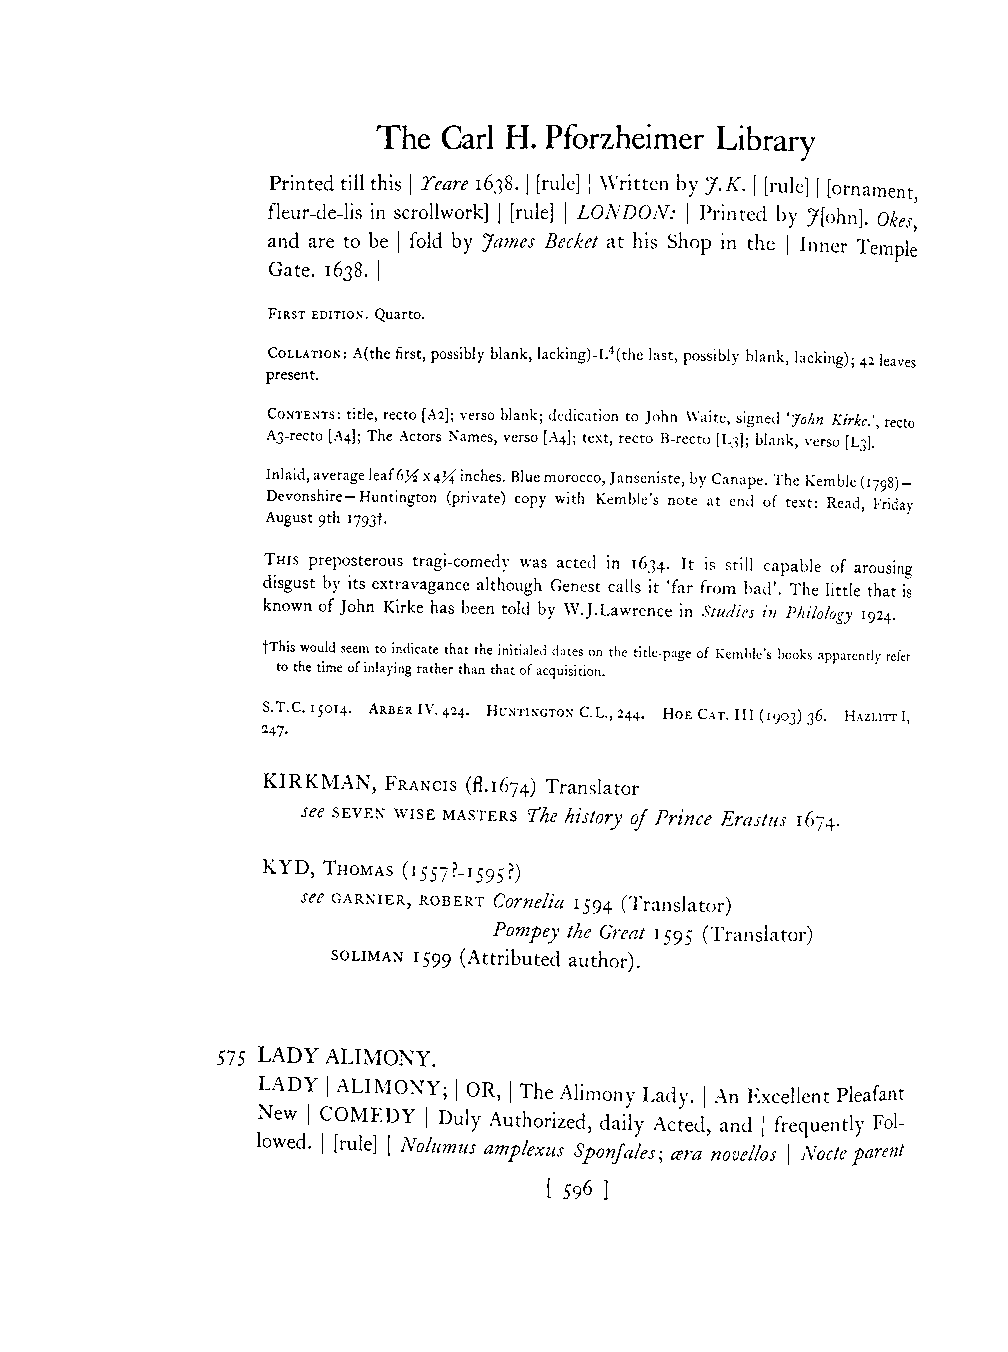 The Carl H. Pforzheimer Library
Printed till this | Yeare 1638. | [rule] | Written by J.K. | [rule] | [ornament,
fleur-de-lis in scrollwork] | [rule] | LONDON: | Printed by J[ohn]. Okes,
and are to be | ſold by James Becket at his Shop in the | Inner Temple
Gate. 1638. |
FIRST EDITION. Quarto.
COLLATION: A(the first, possibly blank, lacking)-L⁴(the last, possibly blank, lacking); 42 leaves
present.
CONTENTS: title, recto [A2]; verso blank; dedication to John Waite, signed 'John Kirke.', recto
A3-recto [A4]; The Actors Names, verso [A4]; text, recto B-recto [L3]; blank, verso [L3].
Inlaid, average leaf 6½ x 4¼ inches. Blue morocco, Janseniste, by Canape. The Kemble (1798)—
Devonshire—Huntington (private) copy with Kemble's note at end of text: Read, Friday
August 9th 1793†.
THIS preposterous tragi-comedy was acted in 1634. It is still capable of arousing
disgust by its extravagance although Genest calls it 'far from bad'. The little that is
known of John Kirke has been told by W.J.Lawrence in Studies in Philology 1924.
†This would seem to indicate that the initialed dates on the title-page of Kemble's books apparently refer
to the time of inlaying rather than that of acquisition.
S.T.C. 15014. ARBER IV. 424. HUNTINGTON C.L., 244. HOE CAT. III (1903) 36. HAZLITT I,
247.
KIRKMAN, FRANCIS (fl.1674) Translator
see SEVEN WISE MASTERS The history of Prince Erastus 1674.
KYD, THOMAS (1557?-1595?)
see GARNIER, ROBERT Cornelia 1594 (Translator)
Pompey the Great 1595 (Translator)
SOLIMAN 1599 (Attributed author).
575 LADY ALIMONY.
LADY | ALIMONY; | OR, | The Alimony Lady. | An Excellent Pleaſant
New | COMEDY | Duly Authorized, daily Acted, and | frequently Fol-
lowed. | [rule] | Nolumus amplexus Sponſales; æra novellos | Nocte parent
[ 596 ]